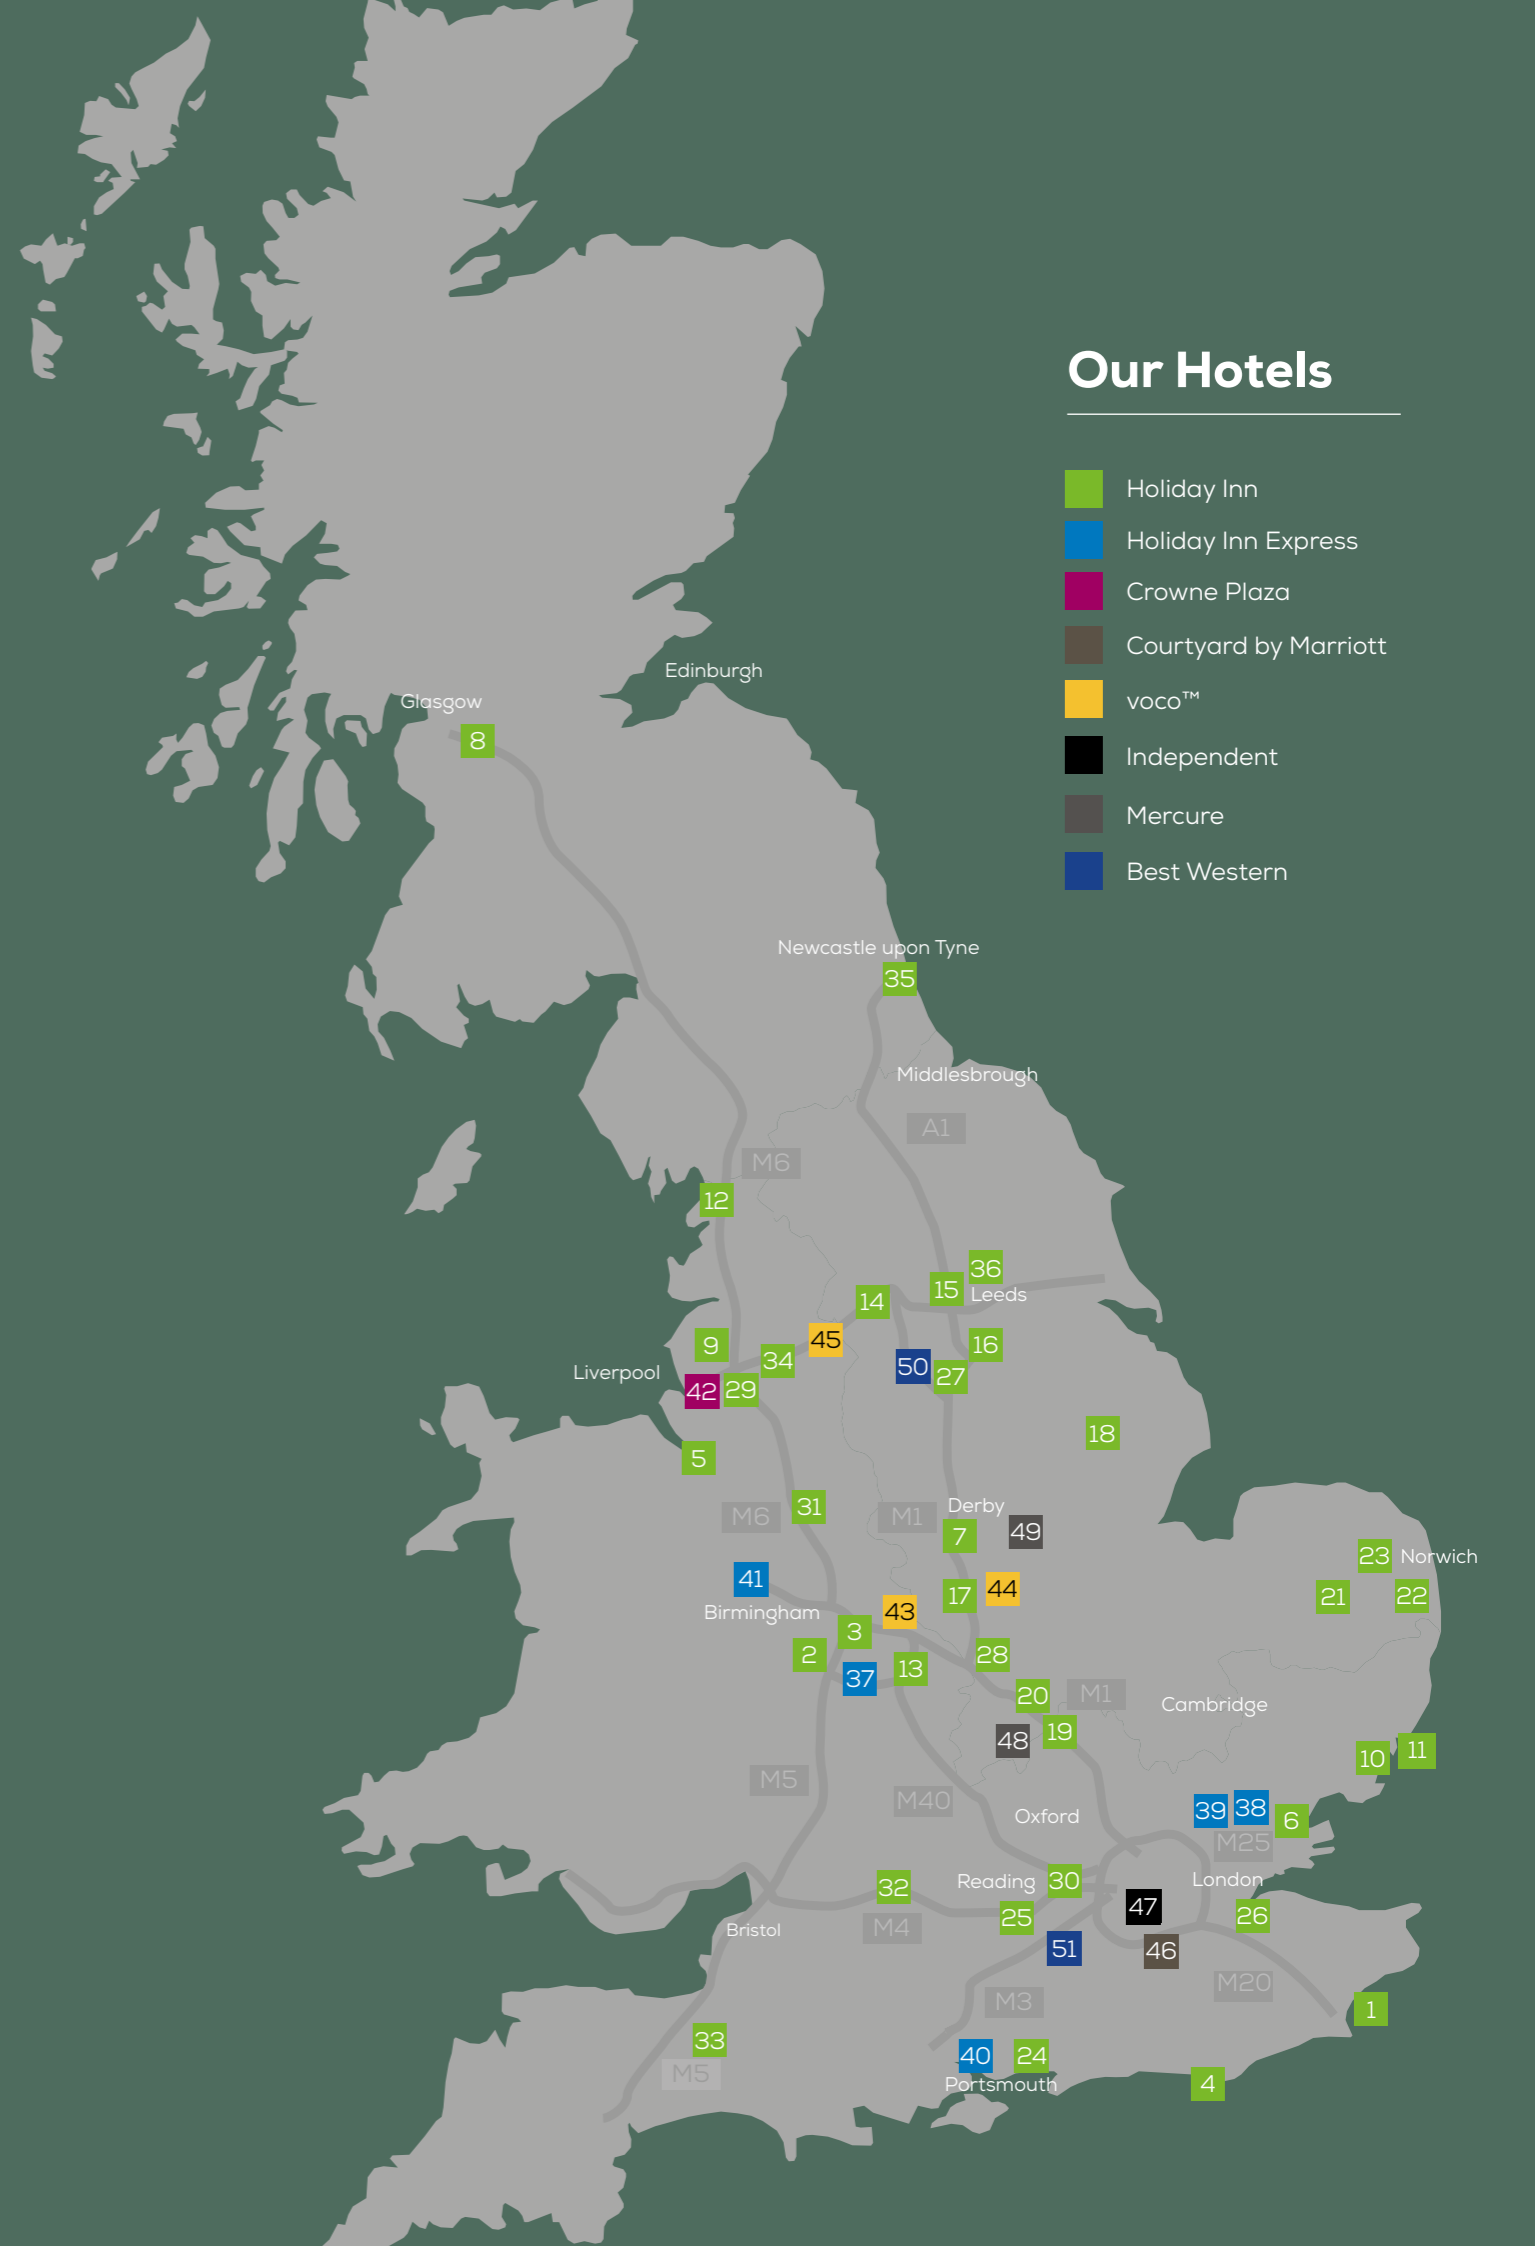 Our Hotels
Holiday Inn
Holiday Inn Express
Crowne Plaza
Courtyard by Marriott
voco™
Independent
Mercure
Best Western
Edinburgh
Glasgow
8
Newcastle upon Tyne
35
Middlesbrough
A1
M6
12
36
15
Leeds
14
45
9
16
34
50
27
Liverpool
42
29
18
5
31
M6
M1
Derby
7
49
23
Norwich
41
44
17
21
22
43
Birmingham
3
2
28
13
37
20
M1
Cambridge
19
48
11
10
M5
M40
39
38
Oxford
6
M25
Reading
30
London
32
47
25
26
M4
Bristol
51
46
M20
M3
1
33
40
24
M5
Portsmouth
4